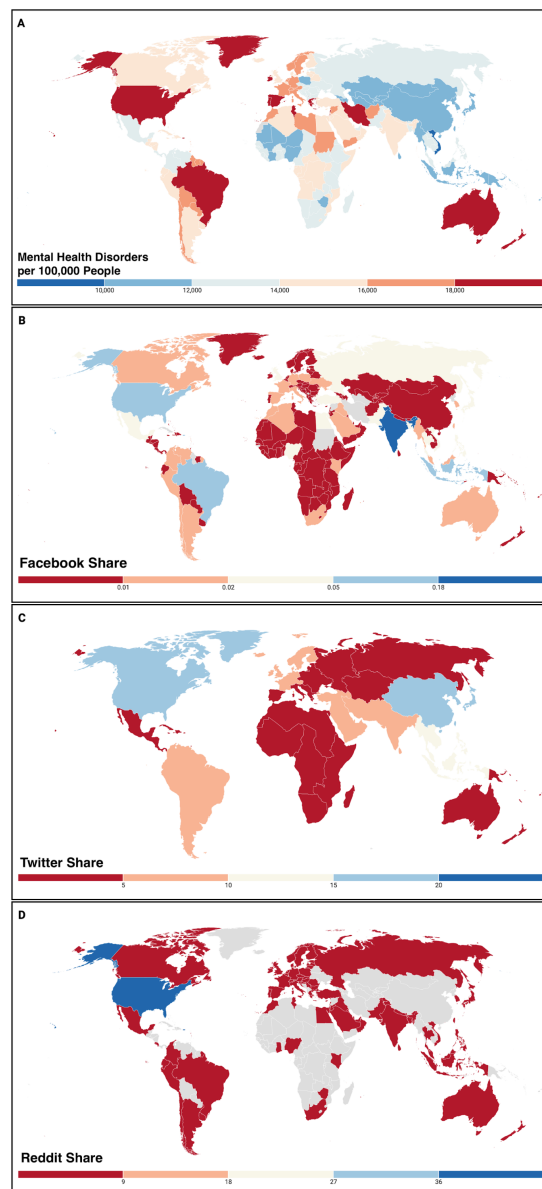 A
Mental Health Disorders
per 100,000 People
10,000 12,000 14,000 16,000 18,000
B
Facebook Share
0.01 0.02 0.05 0.18
C
Twitter Share
5 10 15 20
D
Reddit Share
9 18 27 36